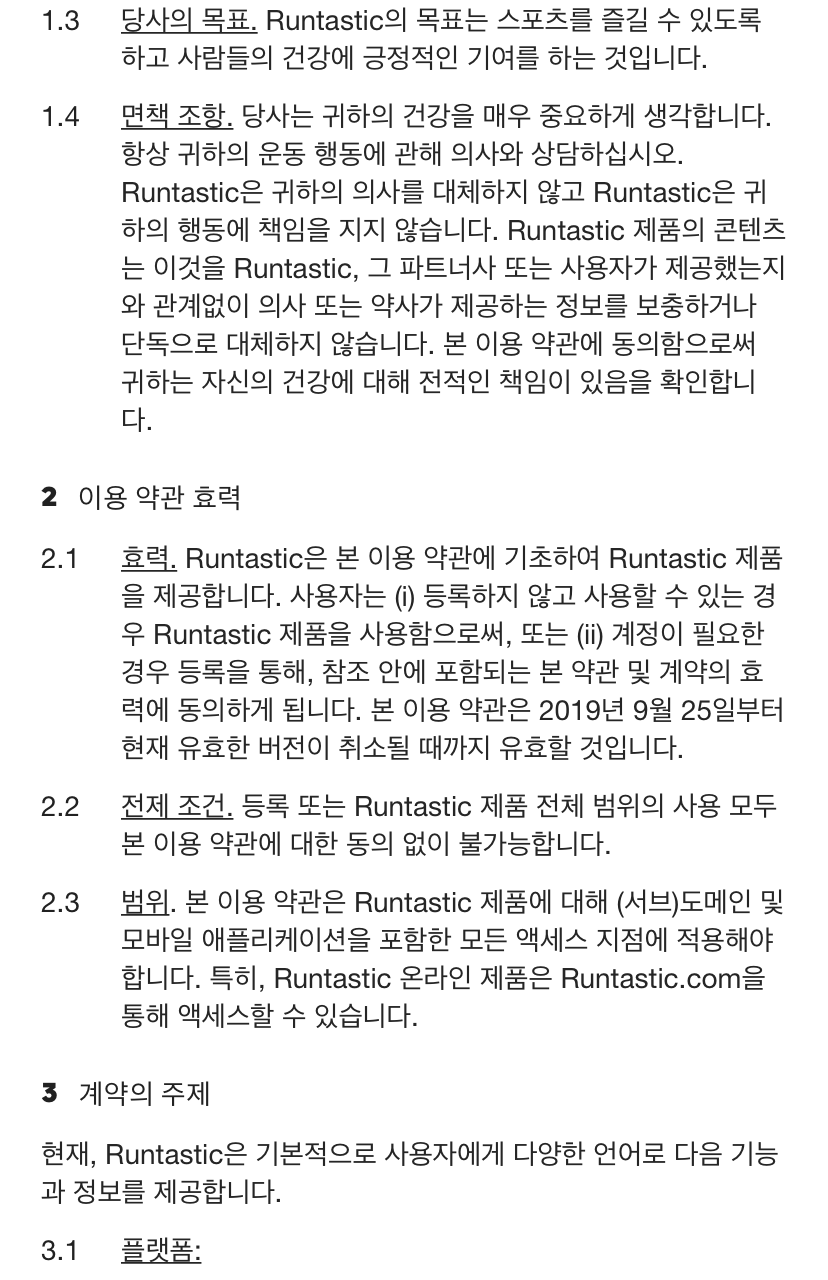 1.3 당사의 목표. Runtastic의 목표는 스포츠를 즐길 수 있도록
하고 사람들의 건강에 긍정적인 기여를 하는 것입니다.
1.4 면책 조항. 당사는 귀하의 건강을 매우 중요하게 생각합니다.
항상 귀하의 운동 행동에 관해 의사와 상담하십시오.
Runtastic은 귀하의 의사를 대체하지 않고 Runtastic은 귀
하의 행동에 책임을 지지 않습니다. Runtastic 제품의 콘텐츠
는 이것을 Runtastic, 그 파트너사 또는 사용자가 제공했는지
와 관계없이 의사 또는 약사가 제공하는 정보를 보충하거나
단독으로 대체하지 않습니다. 본 이용 약관에 동의함으로써
귀하는 자신의 건강에 대해 전적인 책임이 있음을 확인합니
다.
2 이용 약관 효력
2.1 효력. Runtastic은 본 이용 약관에 기초하여 Runtastic 제품
을 제공합니다. 사용자는 (i) 등록하지 않고 사용할 수 있는 경
우 Runtastic 제품을 사용함으로써, 또는 (ii) 계정이 필요한
경우 등록을 통해, 참조 안에 포함되는 본 약관 및 계약의 효
력에 동의하게 됩니다. 본 이용 약관은 2019년 9월 25일부터
현재 유효한 버전이 취소될 때까지 유효할 것입니다.
2.2 전제 조건. 등록 또는 Runtastic 제품 전체 범위의 사용 모두
본 이용 약관에 대한 동의 없이 불가능합니다.
2.3 범위. 본 이용 약관은 Runtastic 제품에 대해 (서브)도메인 및
모바일 애플리케이션을 포함한 모든 액세스 지점에 적용해야
합니다. 특히, Runtastic 온라인 제품은 Runtastic.com을
통해 액세스할 수 있습니다.
3 계약의 주제
현재, Runtastic은 기본적으로 사용자에게 다양한 언어로 다음 기능
과 정보를 제공합니다.
3.1 플랫폼: